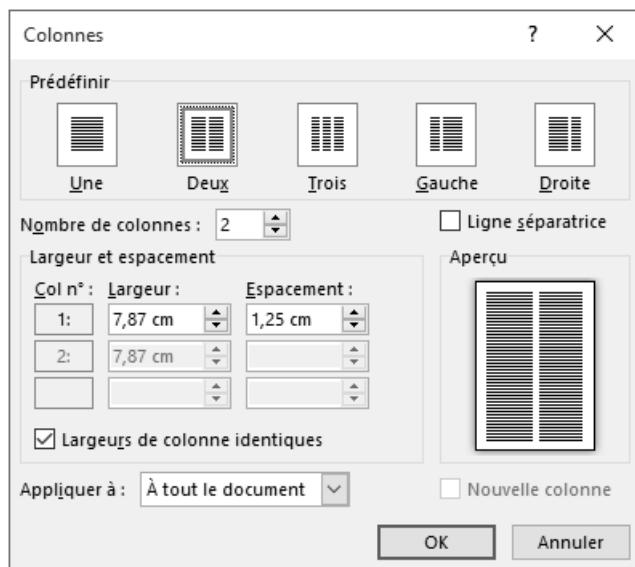 Colonnes ?
Prédéfinir
Une Deux Trois Gauche Droite
Nombre de colonnes : 2 Ligne séparatrice
Largeur et espacement Aperçu
Col n° : Largeur : Espacement :
1: 7,87 cm 1,25 cm
2: 7,87 cm
Largeurs de colonne identiques
Appliquer à : À tout le document Nouvelle colonne
OK Annuler